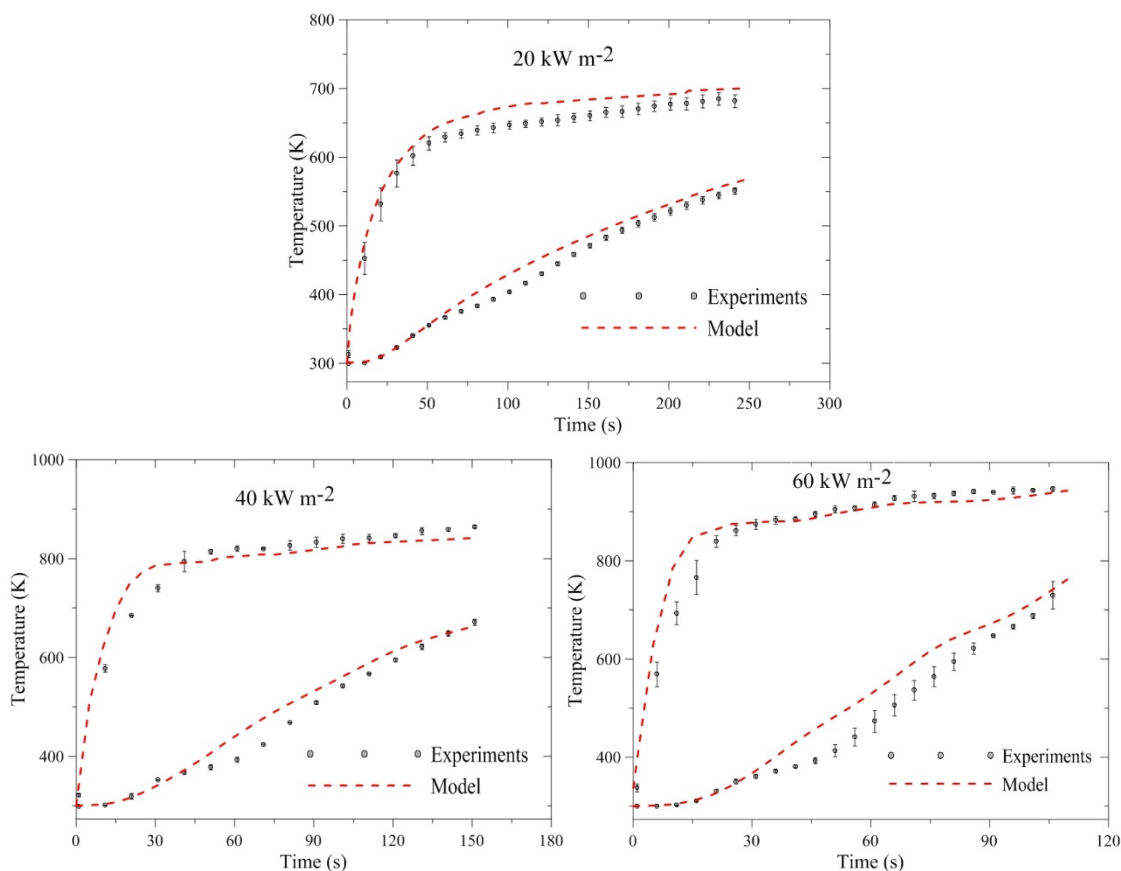 20 kW m-2
Temperature (K)
800
700
600
500
400
300
Experiments
Model
0
50
100
150
200
250
300
Time (s)
40 kW m-2
Temperature (K)
1000
800
600
400
Experiments
Model
0
30
60
90
120
150
180
Time (s)
60 kW m-2
Temperature (K)
1000
800
600
400
Experiments
Model
0
30
60
90
120
Time (s)